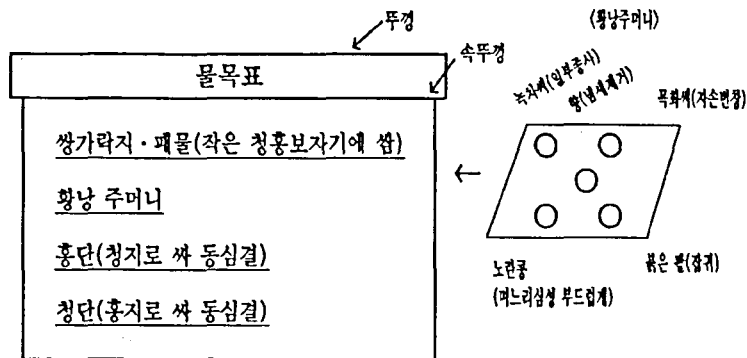 뚜껑
(황낭주머니)
속뚜껑
물목표
녹차씨(일부종사)
향(냄새제거)
목화씨(자손번창)
쌍가락지·패물(작은 청홍보자기에 쌈)
황낭 주머니
홍단(청지로 싸 동심결)
청단(홍지로 싸 동심결)
노란콩
(며느리심성 부드럽게)
붉은 팥(잡귀)